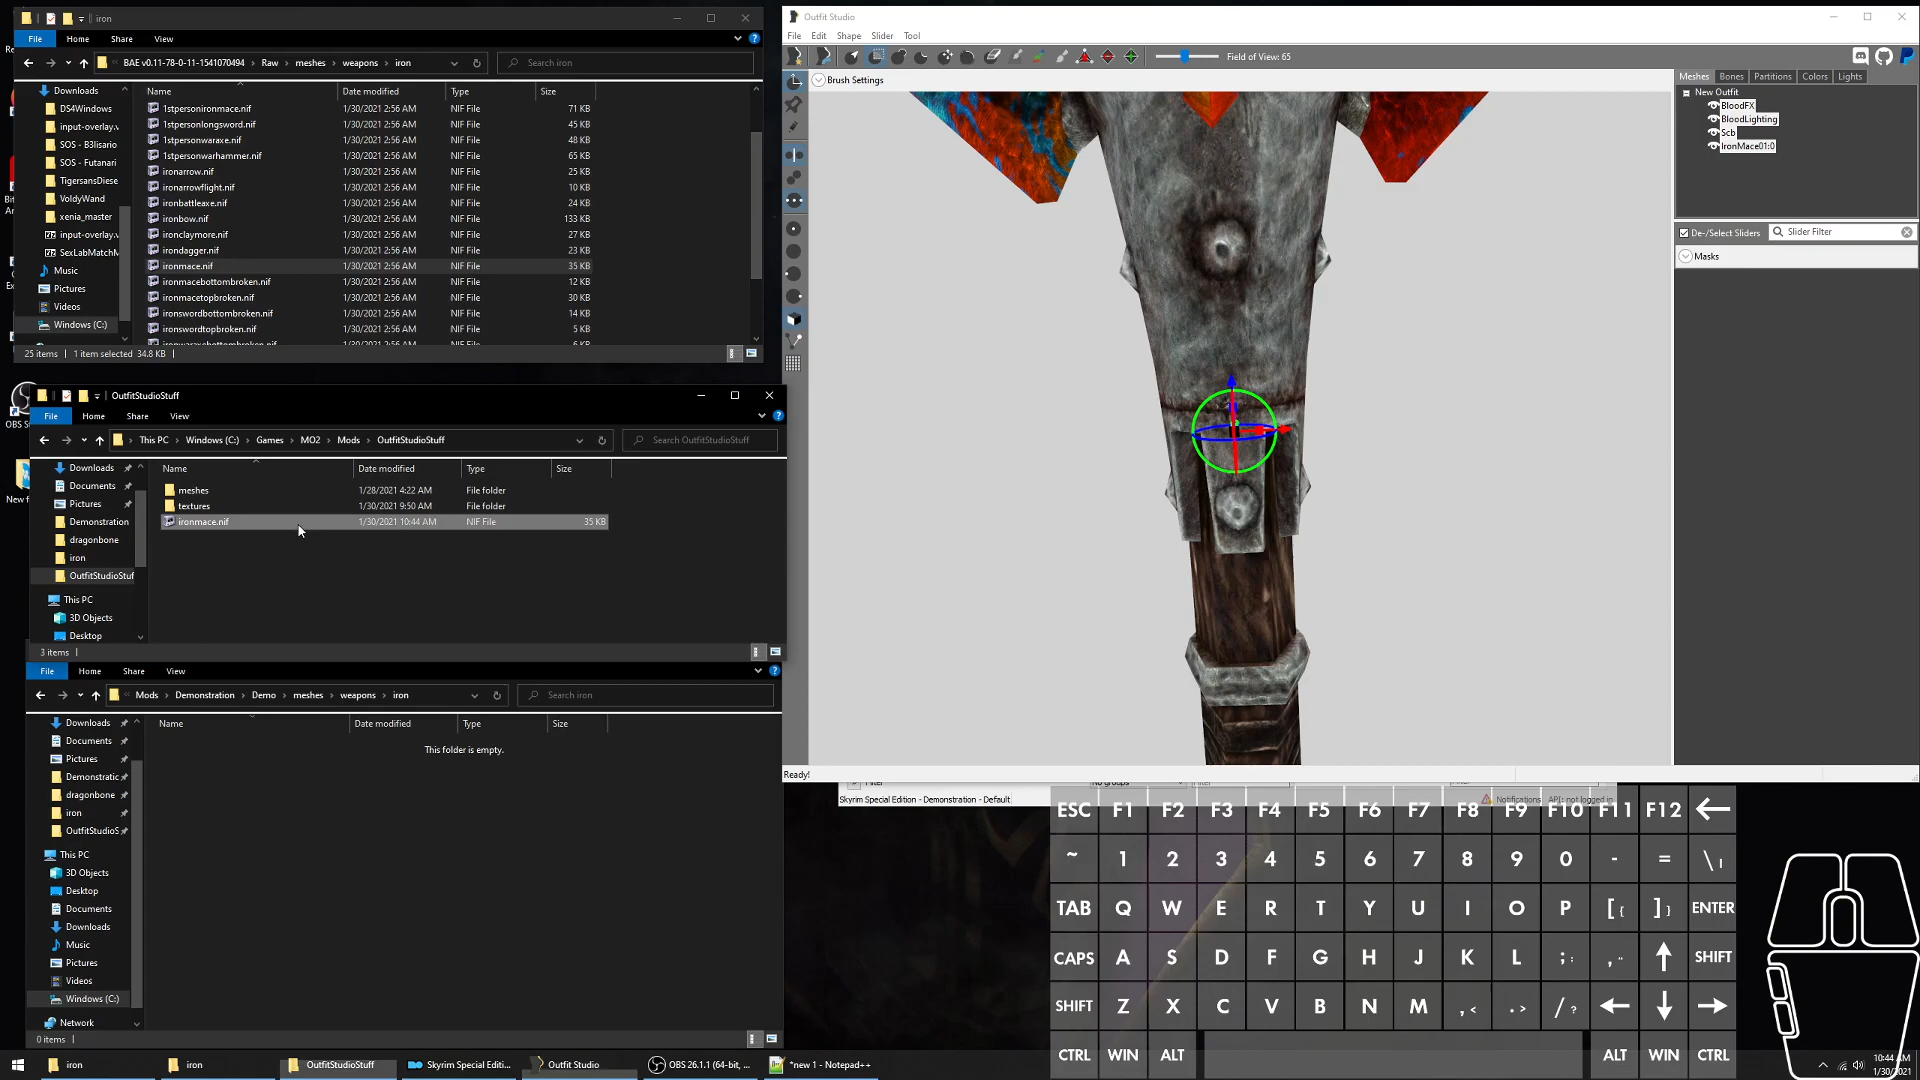 iron
File Home Share View
BAE v0.11-78-0-11-1541070494 › Raw › meshes › weapons › iron
Search iron
Name Date modified Type Size
Downloads
DS4Windows
input-overlay.v
SOS - B3lisario
SOS - Futanari
TigersansDiese
VoldyWand
xenia_master
input-overlay.v
SexLabMatchM
Music
Pictures
Videos
Windows (C:)
1stpersonironmace.nif 1/30/2021 2:56 AM NIF File 71 KB
1stpersonlongsword.nif 1/30/2021 2:56 AM NIF File 45 KB
1stpersonwaraxe.nif 1/30/2021 2:56 AM NIF File 48 KB
1stpersonwarhammer.nif 1/30/2021 2:56 AM NIF File 65 KB
ironarrow.nif 1/30/2021 2:56 AM NIF File 25 KB
ironarrowflight.nif 1/30/2021 2:56 AM NIF File 10 KB
ironbattleaxe.nif 1/30/2021 2:56 AM NIF File 24 KB
ironbow.nif 1/30/2021 2:56 AM NIF File 133 KB
ironclaymore.nif 1/30/2021 2:56 AM NIF File 27 KB
irondagger.nif 1/30/2021 2:56 AM NIF File 23 KB
ironmace.nif 1/30/2021 2:56 AM NIF File 35 KB
ironmacebottombroken.nif 1/30/2021 2:56 AM NIF File 12 KB
ironmacetopbroken.nif 1/30/2021 2:56 AM NIF File 30 KB
ironswordbottombroken.nif 1/30/2021 2:56 AM NIF File 14 KB
ironswordtopbroken.nif 1/30/2021 2:56 AM NIF File 5 KB
ironwaraxebottombroken.nif 1/30/2021 2:56 AM NIF File 6 KB
25 items 1 item selected 34.8 KB
OutfitStudioStuff
File Home Share View
This PC › Windows (C:) › Games › MO2 › Mods › OutfitStudioStuff
Search OutfitStudioStuff
Name Date modified Type Size
Downloads
Documents
Pictures
Demonstration
dragonbone
iron
OutfitStudioStuf
This PC
3D Objects
Desktop
meshes 1/28/2021 4:22 AM File folder
textures 1/30/2021 9:50 AM File folder
ironmace.nif 1/30/2021 10:44 AM NIF File 35 KB
3 items
File Home Share View
Mods › Demonstration › Demo › meshes › weapons › iron
Search iron
Name Date modified Type Size
This folder is empty.
Downloads
Documents
Pictures
Demonstratic
dragonbone
iron
OutfitStudioS
This PC
3D Objects
Desktop
Documents
Downloads
Music
Pictures
Videos
Windows (C:)
Network
0 items
Outfit Studio
File Edit Shape Slider Tool
Field of View: 65
Brush Settings
Meshes Bones Partitions Colors Lights
New Outfit
BloodFX
BloodLighting
Scb
IronMace01:0
De-/Select Sliders Slider Filter
Masks
Ready!
Skyrim Special Edition - Demonstration - Default
Notifications API: not logged in
ESC F1 F2 F3 F4 F5 F6 F7 F8 F9 F10 F11 F12
~ 1 2 3 4 5 6 7 8 9 0 - = \ |
TAB Q W E R T Y U I O P [ { ] } ENTER
CAPS A S D F G H J K L ; : , " SHIFT
SHIFT Z X C V B N M , < . > / ?
CTRL WIN ALT ALT WIN CTRL
iron iron OutfitStudioStuff Skyrim Special Editi... Outfit Studio OBS 26.1.1 (64-bit, ... *new 1 - Notepad++
10:44 AM
1/30/2021